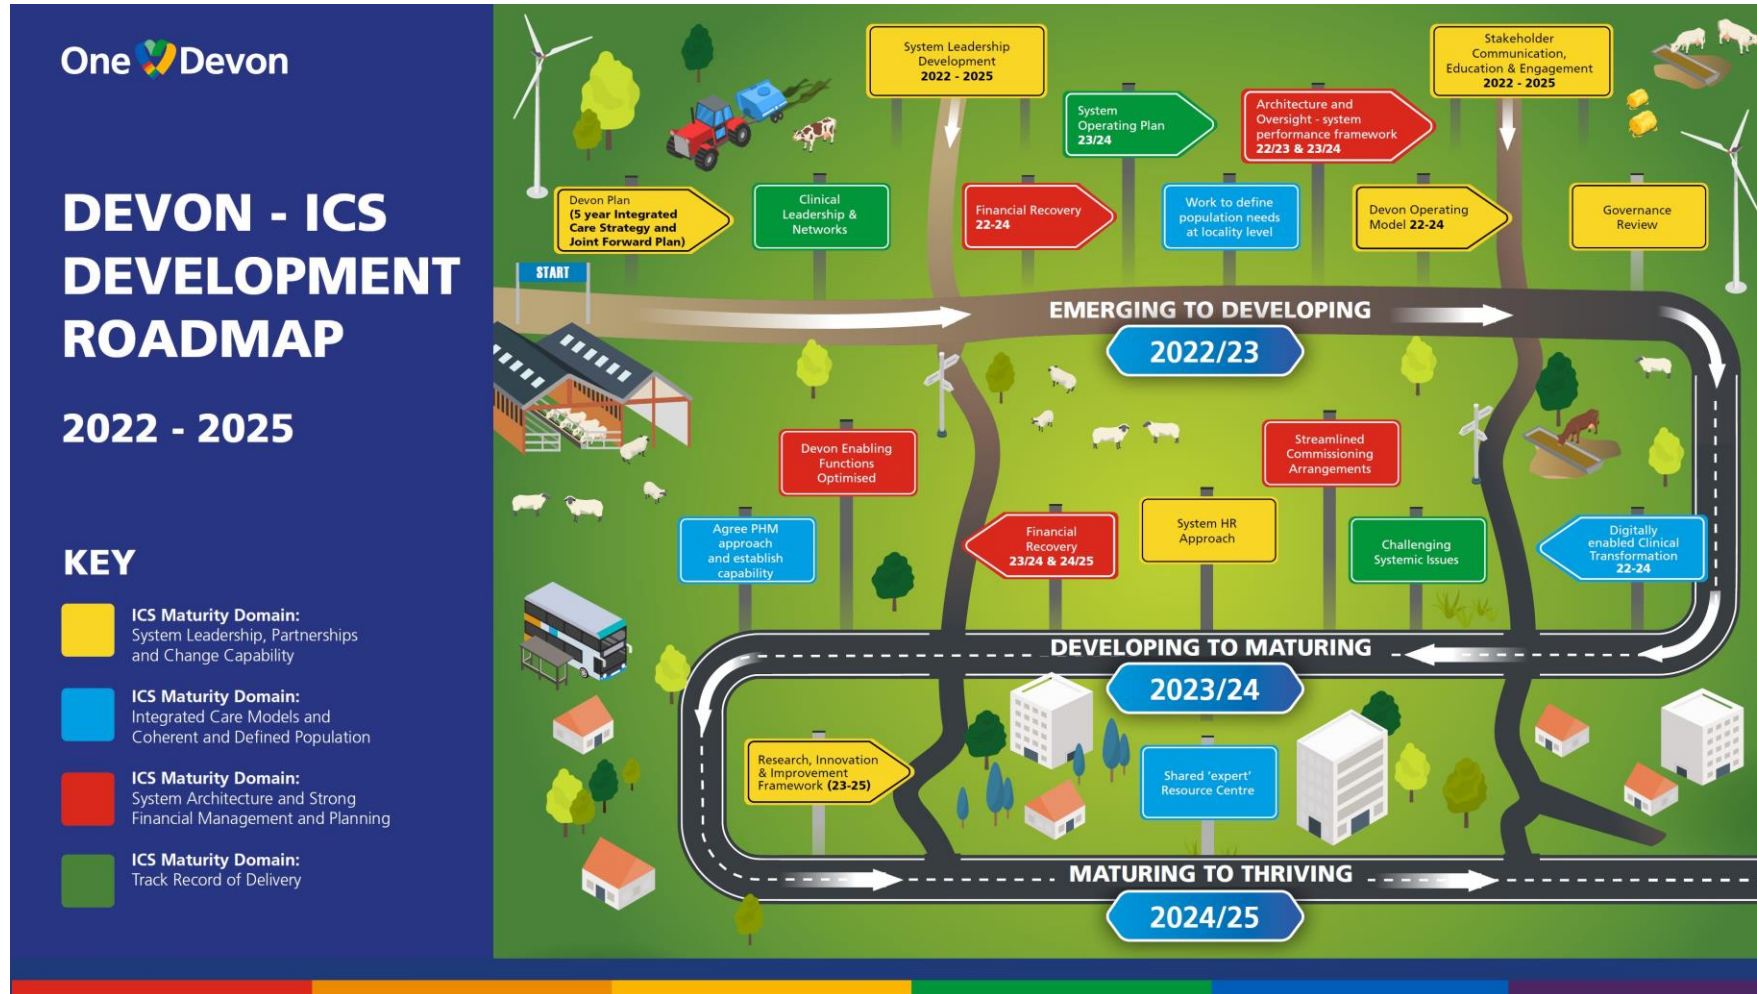 One Devon
DEVON - ICS
DEVELOPMENT
ROADMAP
2022 - 2025
KEY
ICS Maturity Domain:
System Leadership, Partnerships
and Change Capability
ICS Maturity Domain:
Integrated Care Models and
Coherent and Defined Population
ICS Maturity Domain:
System Architecture and Strong
Financial Management and Planning
ICS Maturity Domain:
Track Record of Delivery
System Leadership
Development
2022 - 2025
Stakeholder
Communication,
Education & Engagement
2022 - 2025
System
Operating Plan
23/24
Architecture and
Oversight - system
performance framework
22/23 & 23/24
Devon Plan
(5 year Integrated
Care Strategy and
Joint Forward Plan)
Clinical
Leadership &
Networks
Financial Recovery
22-24
Work to define
population needs
at locality level
Devon Operating
Model 22-24
Governance
Review
START
EMERGING TO DEVELOPING
2022/23
Devon Enabling
Functions
Optimised
Streamlined
Commissioning
Arrangements
Agree PHM
approach
and establish
capability
Financial
Recovery
23/24 & 24/25
System HR
Approach
Challenging
Systemic Issues
Digitally
enabled Clinical
Transformation
22-24
DEVELOPING TO MATURING
2023/24
Research, Innovation
& Improvement
Framework (23-25)
Shared ‘expert’
Resource Centre
MATURING TO THRIVING
2024/25